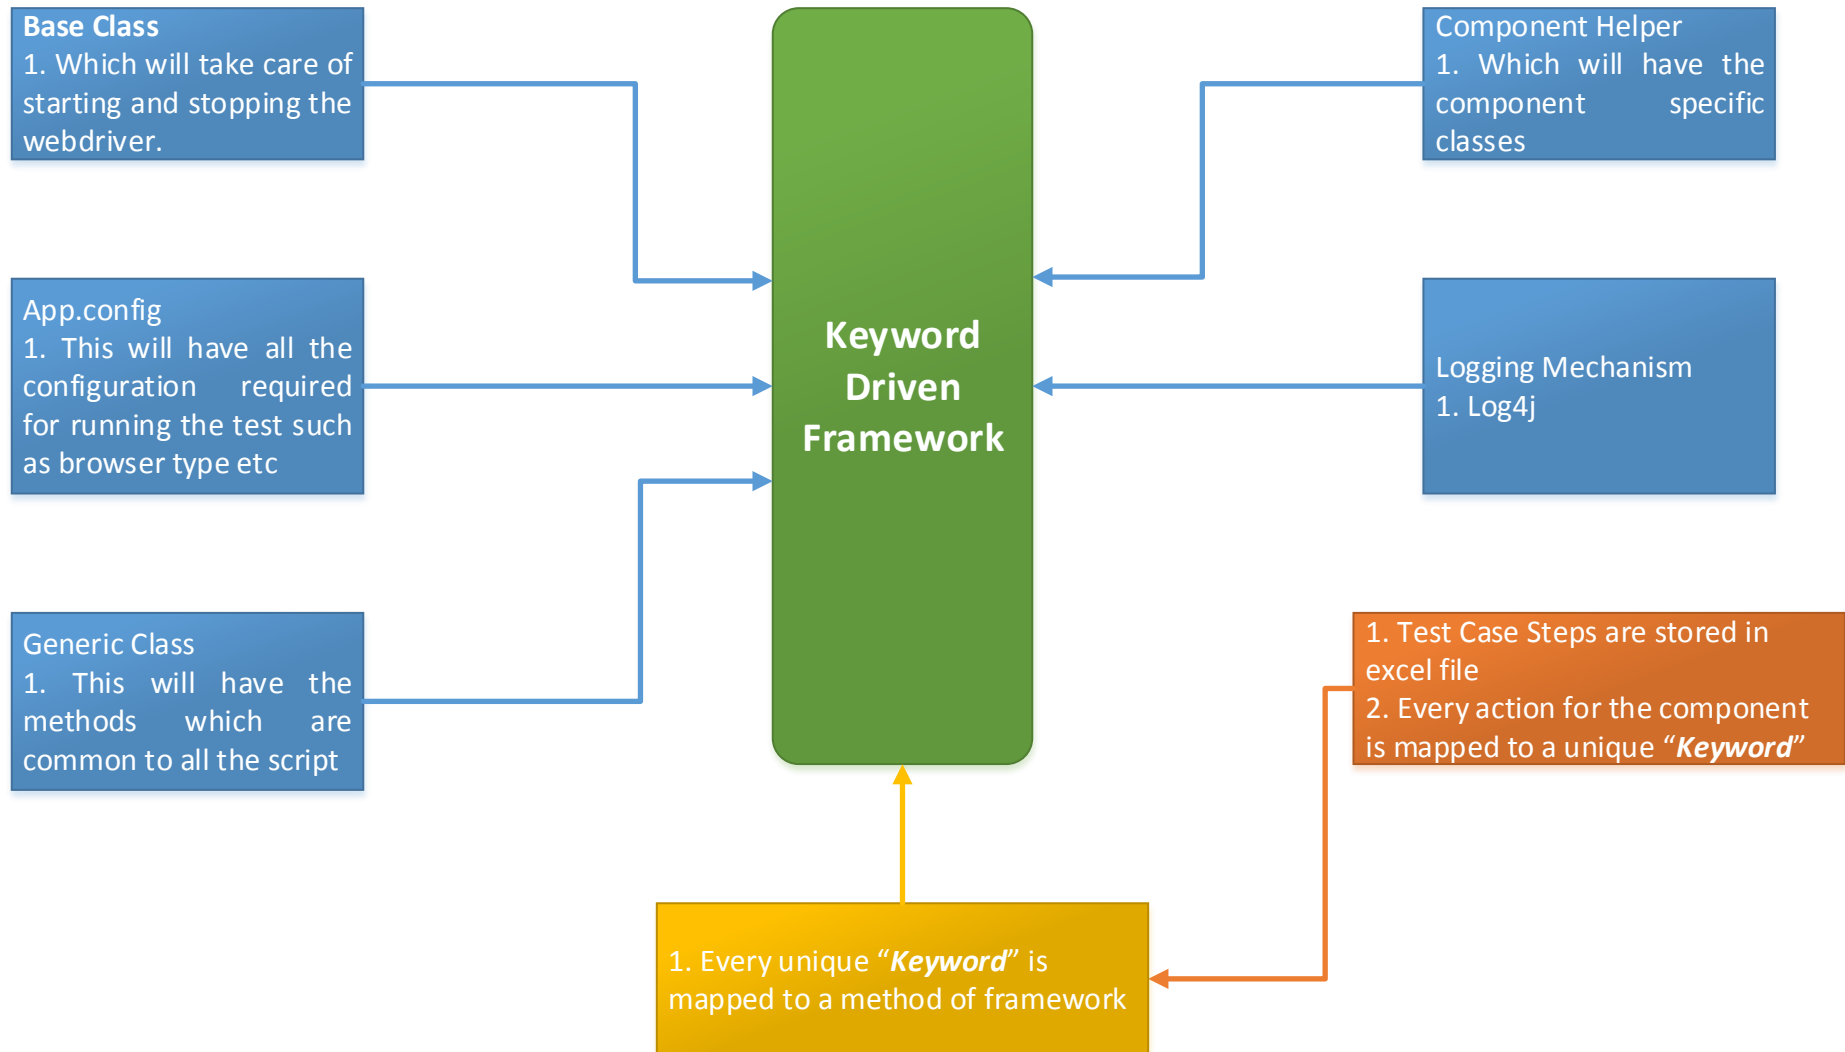 Base Class
1. Which will take care of
starting and stopping the
webdriver.
App.config
1. This will have all the
configuration required
for running the test such
as browser type etc
Generic Class
1. This will have the
methods which are
common to all the script
Keyword
Driven
Framework
Component Helper
1. Which will have the
component specific
classes
Logging Mechanism
1. Log4j
1. Test Case Steps are stored in
excel file
2. Every action for the component
is mapped to a unique “Keyword”
1. Every unique “Keyword” is
mapped to a method of framework